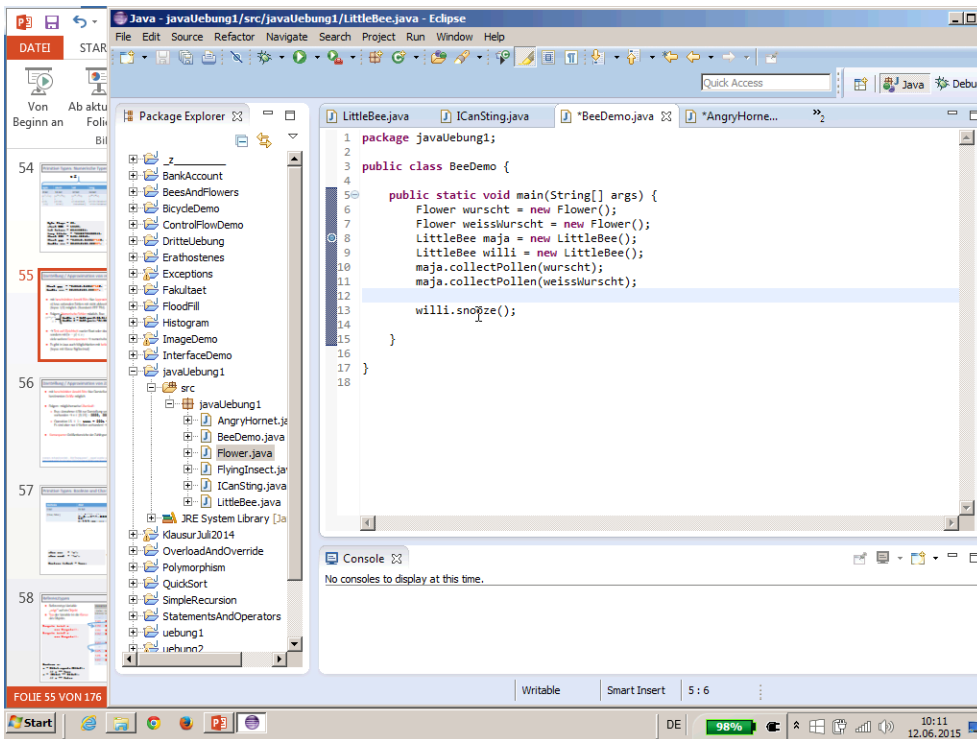 Java - javaUebung1/src/javaUebung1/LittleBee.java - Eclipse
File Edit Source Refactor Navigate Search Project Run Window Help
Quick Access
Java
Debu
DATEI
STAR
Von
Beginn an
Ab aktu
Foli
Bil
54
55
56
57
58
FOLIE 55 VON 176
Package Explorer
_z_________
BankAccount
BeesAndFlowers
BicycleDemo
ControlFlowDemo
DritteUebung
Erathostenes
Exceptions
Fakultaet
FloodFill
Histogram
ImageDemo
InterfaceDemo
javaUebung1
src
javaUebung1
AngryHornet.ja
BeeDemo.java
Flower.java
FlyingInsect.ja
ICanSting.java
LittleBee.java
JRE System Library [Ja
KlausurJuli2014
OverloadAndOverride
Polymorphism
QuickSort
SimpleRecursion
StatementsAndOperators
uebung1
uebung2
LittleBee.java
ICanSting.java
*BeeDemo.java
*AngryHorne...
»2
1 package javaUebung1;
2
3 public class BeeDemo {
4
5 public static void main(String[] args) {
6 Flower wurscht = new Flower();
7 Flower weissWurscht = new Flower();
8 LittleBee maja = new LittleBee();
9 LittleBee willi = new LittleBee();
10 maja.collectPollen(wurscht);
11 maja.collectPollen(weissWurscht);
12
13 willi.snooze();
14
15 }
16
17 }
18
Console
No consoles to display at this time.
Writable
Smart Insert
5 : 6
Start
DE
98%
10:11
12.06.2015